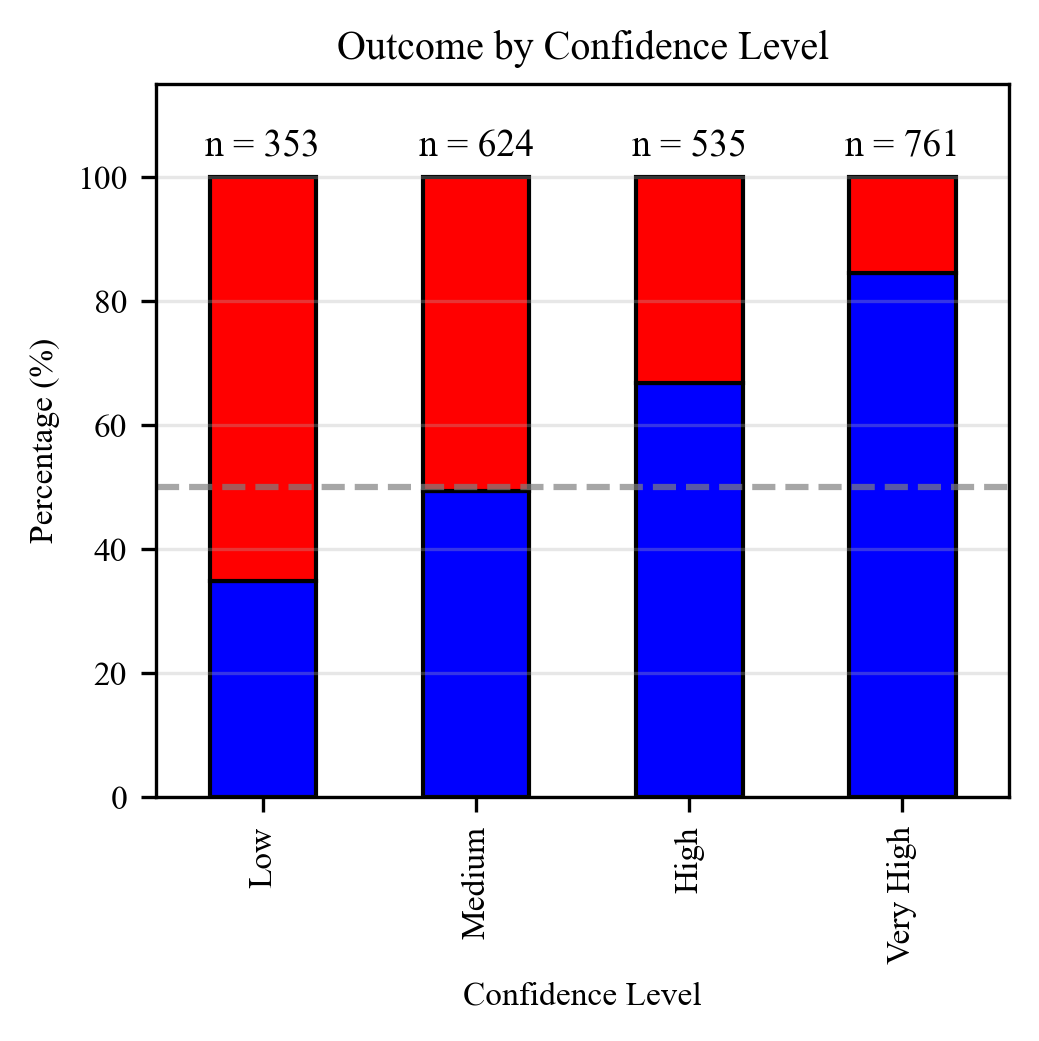 Outcome by Confidence Level
n = 353 n = 624 n = 535 n = 761
100
80
60
40
20
0
Percentage (%)
Low
Medium
High
Very High
Confidence Level